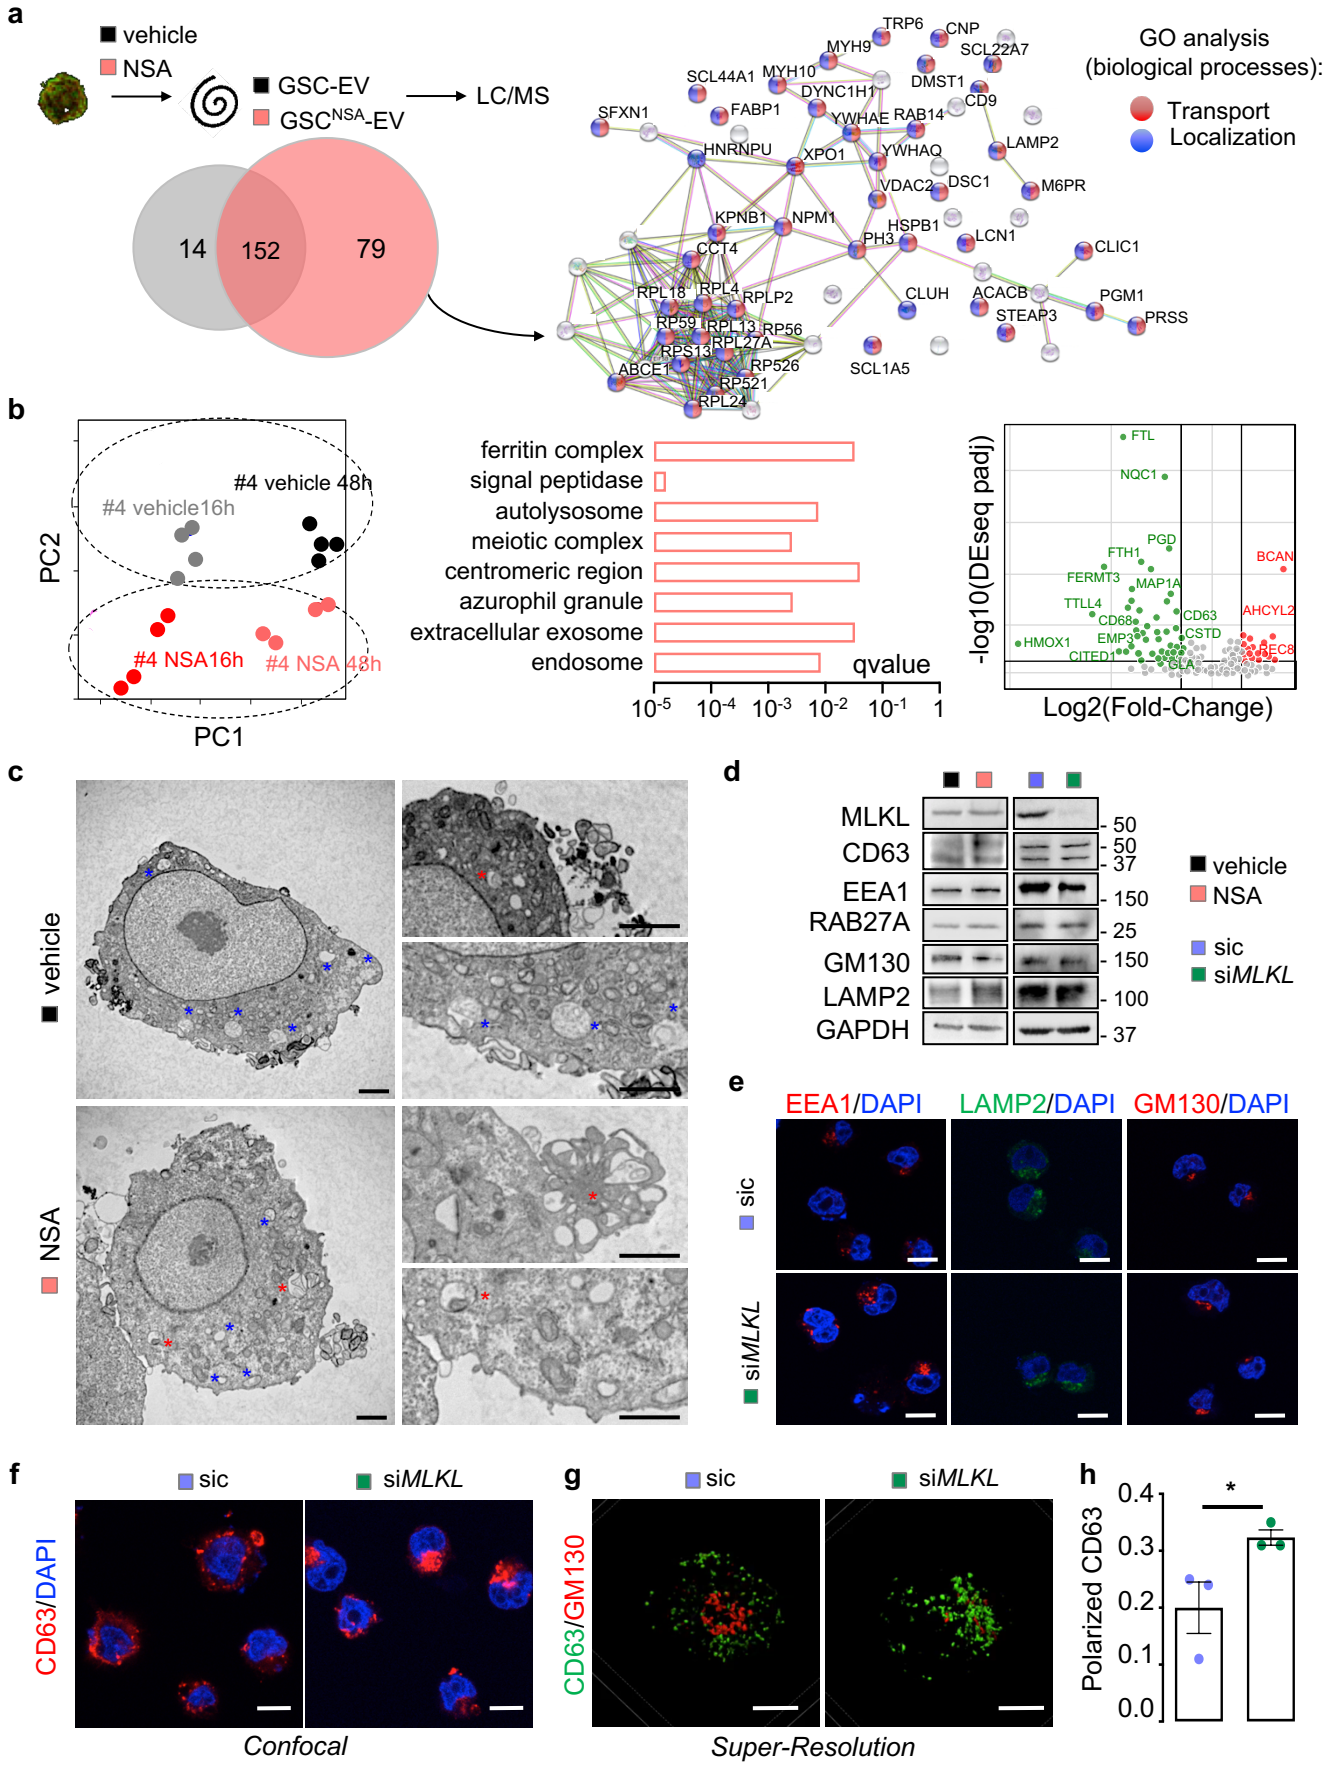 a
vehicle
NSA
GSC-EV
GSCNSA-EV
LC/MS
14
152
79
GO analysis
(biological processes):
Transport
Localization
TRP6
CNP
MYH9
SCL22A7
SCL44A1
MYH10
DMST1
DYNC1H1
CD9
SFXN1
FABP1
YWHAE
RAB14
HNRNPU
XPO1
YWHAQ
LAMP2
VDAC2
DSC1
M6PR
KPNB1
NPM1
HSPB1
LCN1
CCT4
PH3
CLIC1
RPL18
RPL4
RPLP2
CLUH
ACACB
PGM1
RP59
RPL13
RP56
STEAP3
PRSS
RPS13
RPL27A
SCL1A5
ABCE1
RP526
RP521
RPL24
b
#4 vehicle 48h
#4 vehicle16h
#4 NSA16h
#4 NSA 48h
PC2
PC1
ferritin complex
signal peptidase
autolysosome
meiotic complex
centromeric region
azurophil granule
extracellular exosome
endosome
qvalue
10-5 10-4 10-3 10-2 10-1 1
-log10(DEseq padj)
FTL
NQC1
PGD
FTH1
BCAN
FERMT3
MAP1A
TTLL4
CD63
AHCYL2
CD68
EMP3
CSTD
HMOX1
CITED1
REC8
GLA
Log2(Fold-Change)
c
vehicle
NSA
d
MLKL
- 50
CD63
- 50
- 37
EEA1
- 150
RAB27A
- 25
GM130
- 150
LAMP2
- 100
GAPDH
- 37
vehicle
NSA
sic
siMLKL
e
EEA1/DAPI
LAMP2/DAPI
GM130/DAPI
sic
siMLKL
f
sic
siMLKL
CD63/DAPI
Confocal
g
sic
siMLKL
CD63/GM130
Super-Resolution
h
*
Polarized CD63
0.4
0.3
0.2
0.1
0.0